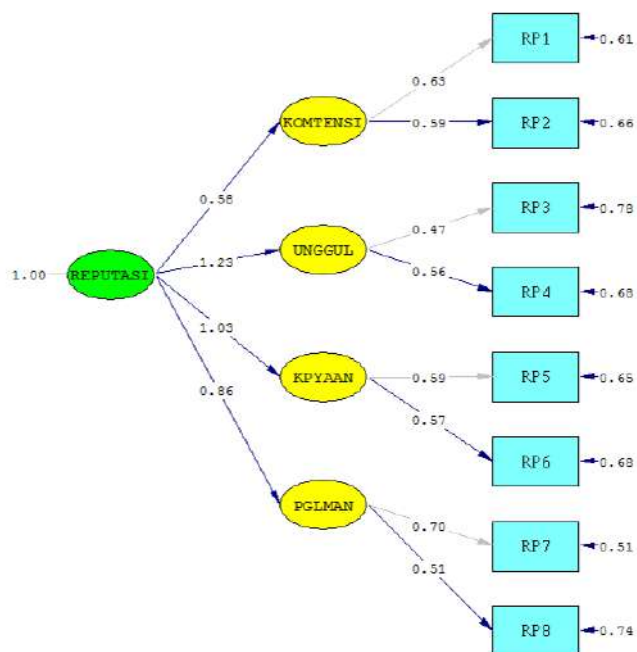 RP1
0.61
0.63
KOMTENSI
0.59
RP2
0.66
0.58
RP3
0.78
0.47
UNGGUL
1.23
0.56
1.00
REPUTASI
RP4
0.68
1.03
RP5
0.65
0.59
KPYAAN
0.86
0.57
RP6
0.68
PGLMAN
0.70
RP7
0.51
0.51
RP8
0.74